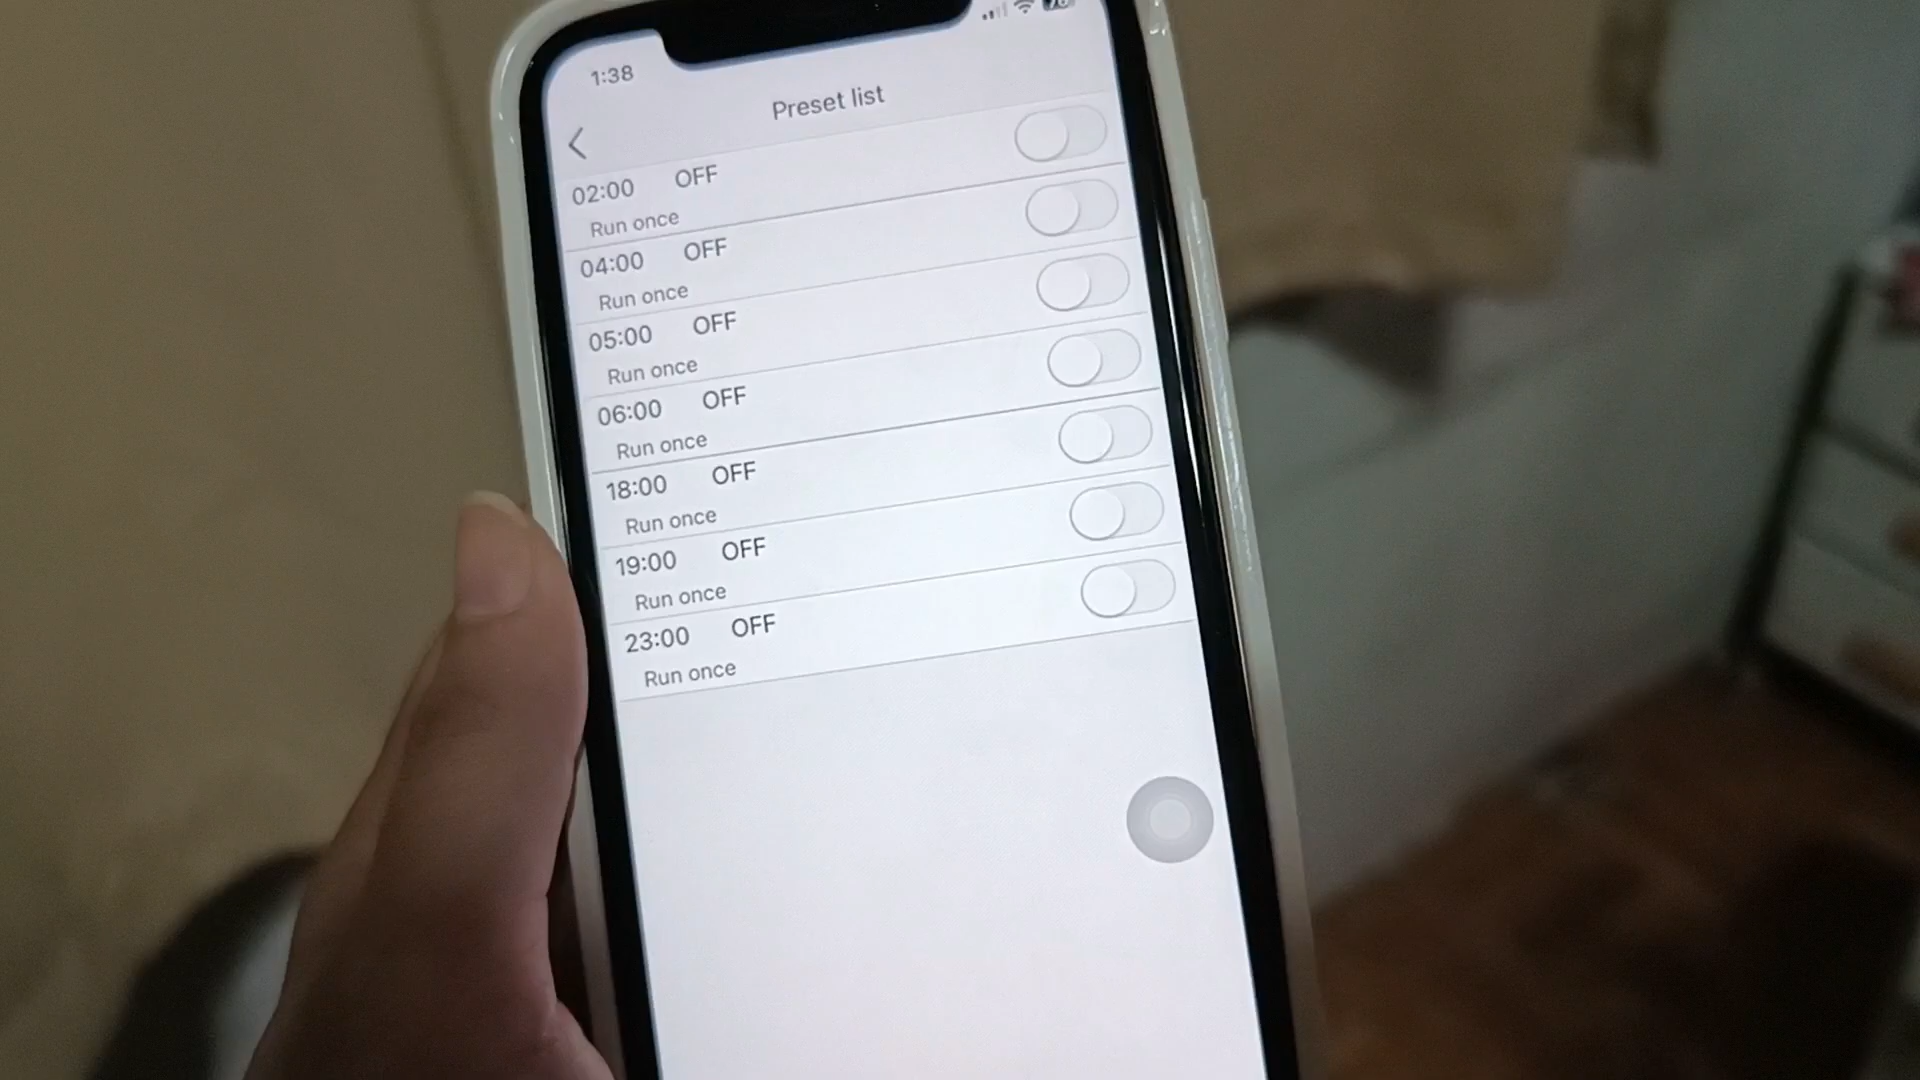 1:38
Preset list
02:00 OFF
Run once
04:00 OFF
Run once
05:00 OFF
Run once
06:00 OFF
Run once
18:00 OFF
Run once
19:00 OFF
Run once
23:00 OFF
Run once